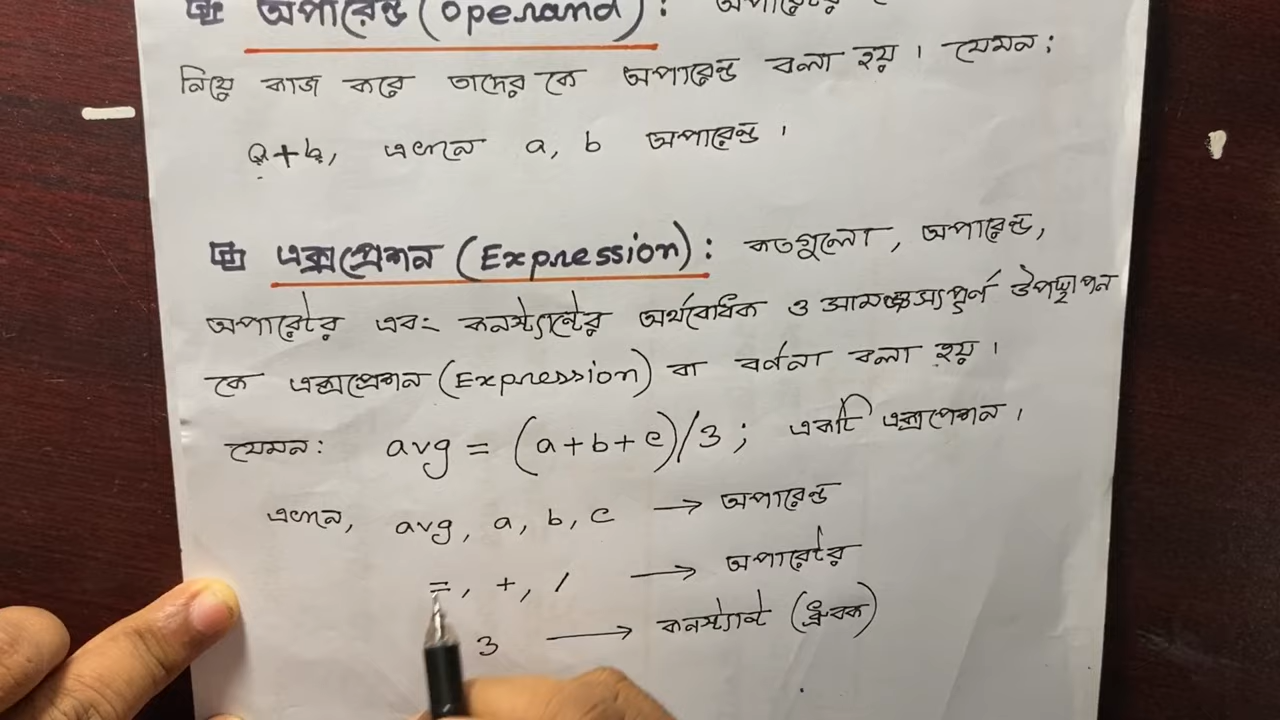 অপারেন্ড (Operand): অপারেটর
নিয়ে কাজ করে তাদের কে অপারেন্ড বলা হয়। যেমন:
a+b, এখানে a, b অপারেন্ড।
এক্সপ্রেশন (Expression): কতগুলো, অপারেন্ড,
অপারেটর এবং কনস্ট্যান্টের অর্থবোধক ও সামঞ্জস্যপূর্ণ উপস্থাপন
কে এক্সপ্রেশন (Expression) বা বর্ণনা বলা হয়।
যেমন: avg = (a+b+c)/3; একটি এক্সপ্রেশন।
এখানে, avg, a, b, c → অপারেন্ড
=, +, / → অপারেটর
3 → কনস্ট্যান্ট (ধ্রুবক)